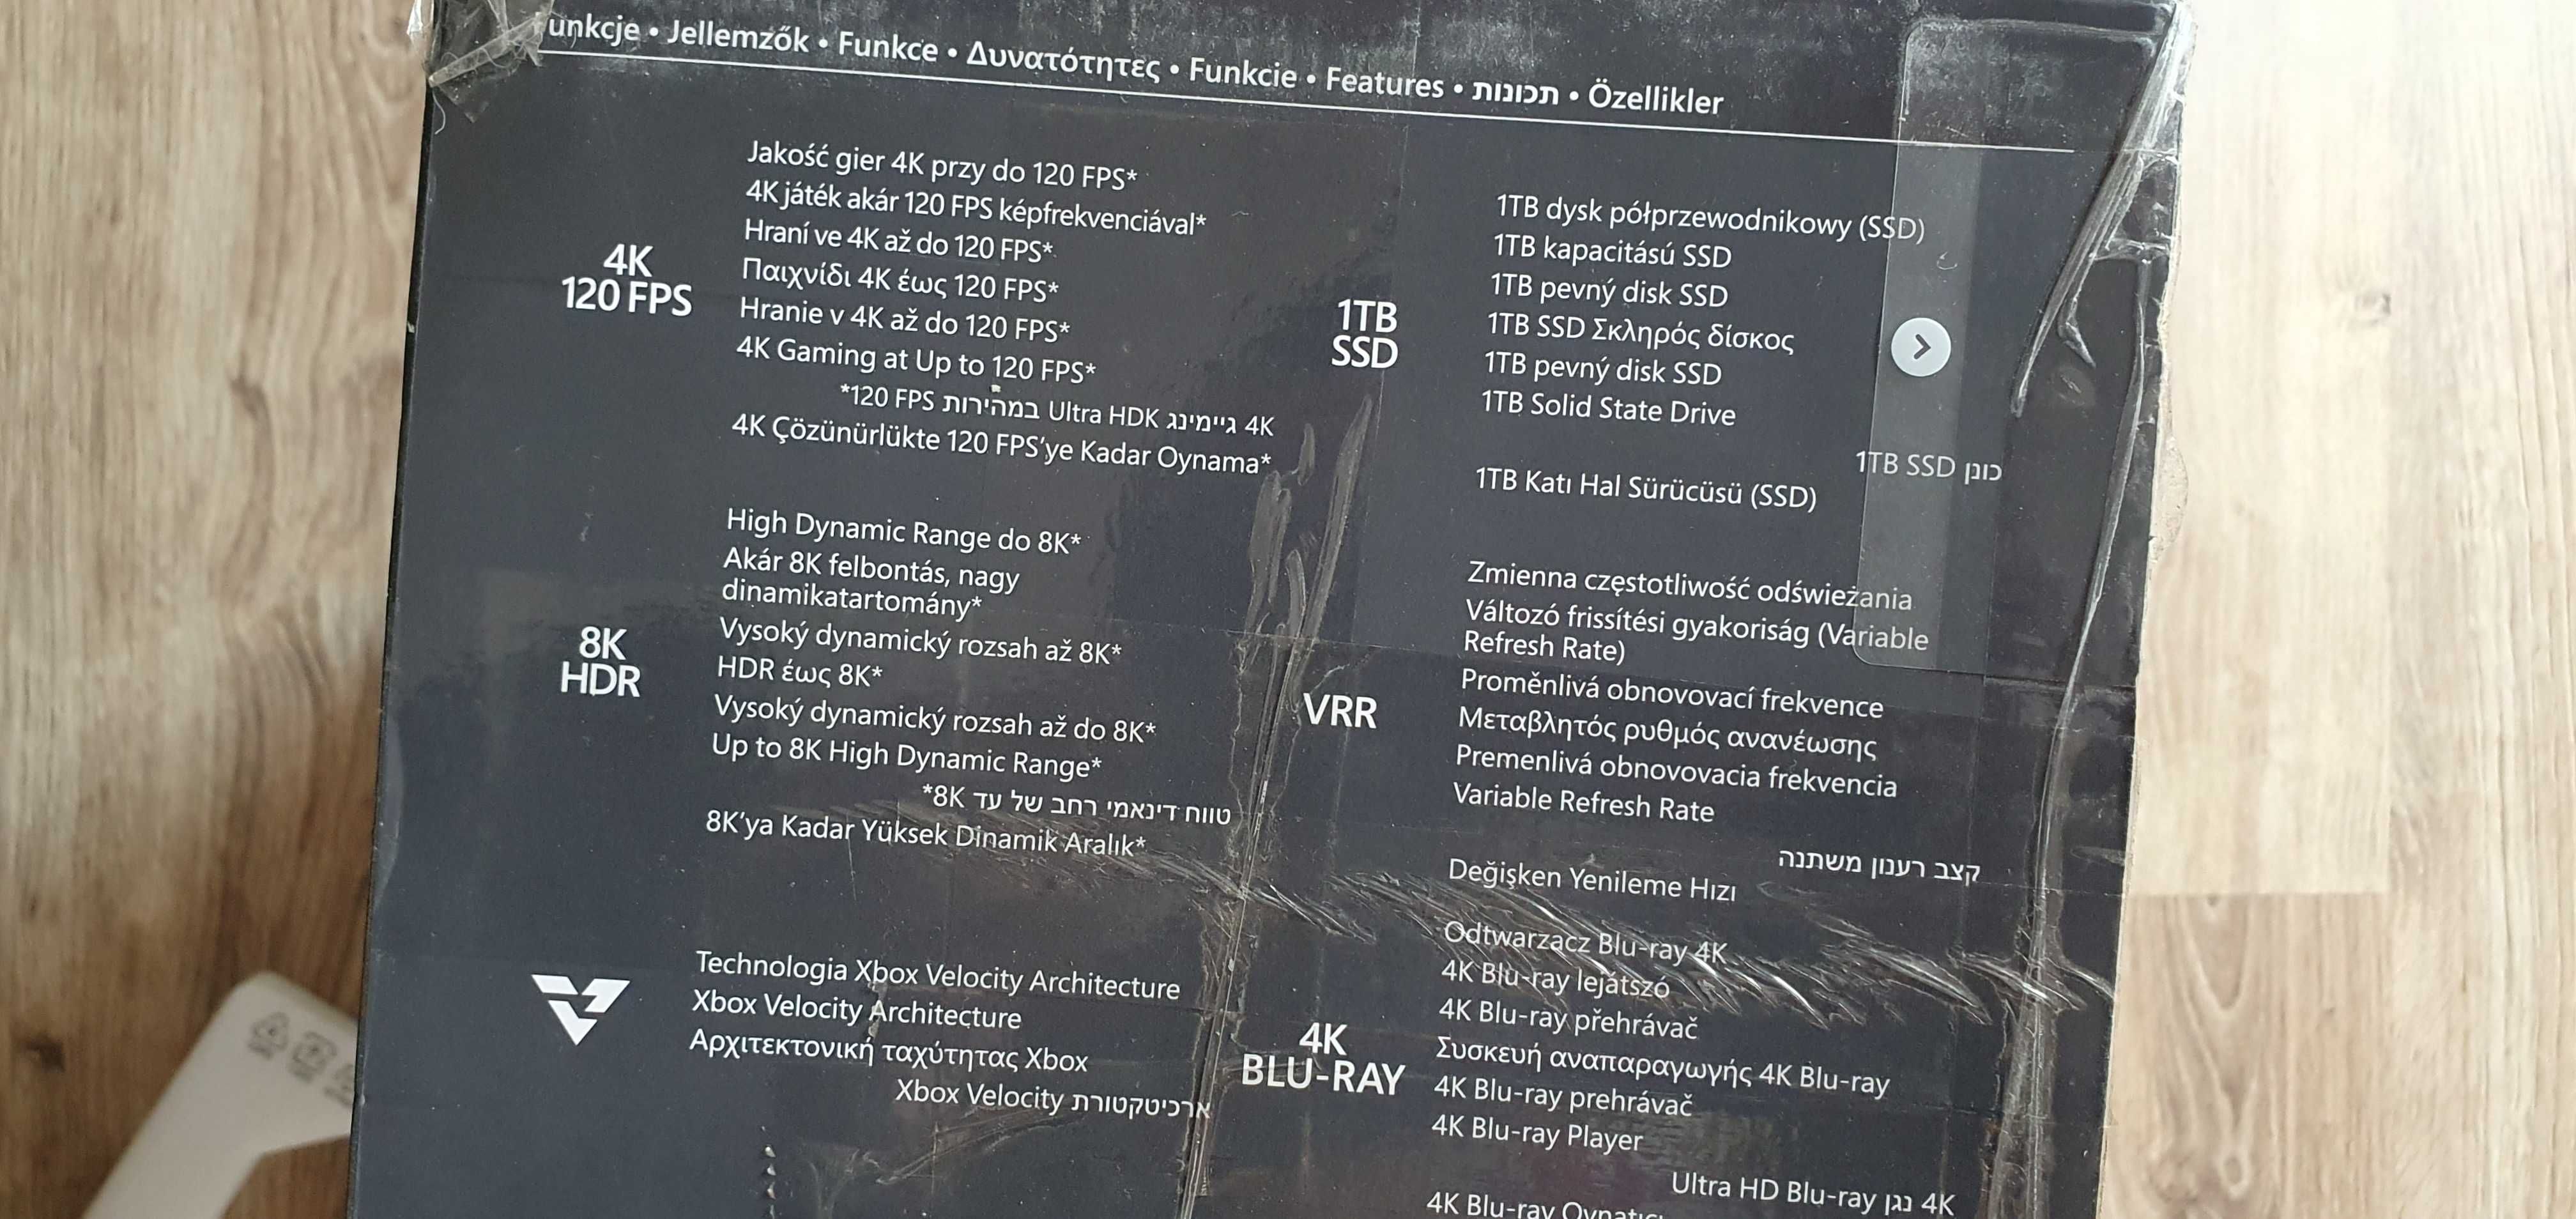 unkcje • Jellemzők • Funkce • Δυνατότητες • Funkcie • Features • תכונות • Özellikler
4K
120 FPS
Jakość gier 4K przy do 120 FPS*
4K játék akár 120 FPS képfrekvenciával*
Hraní ve 4K až do 120 FPS*
Παιχνίδι 4K έως 120 FPS*
Hranie v 4K až do 120 FPS*
4K Gaming at Up to 120 FPS*
4K גיימינג Ultra HDK במהירות 120 FPS*
4K Çözünürlükte 120 FPS'ye Kadar Oynama*
8K
HDR
High Dynamic Range do 8K*
Akár 8K felbontás, nagy
dinamikatartomány*
Vysoký dynamický rozsah až 8K*
HDR έως 8K*
Vysoký dynamický rozsah až do 8K*
Up to 8K High Dynamic Range*
טווח דינאמי רחב של עד 8K*
8K'ya Kadar Yüksek Dinamik Aralık*
Technologia Xbox Velocity Architecture
Xbox Velocity Architecture
Αρχιτεκτονική ταχύτητας Xbox
ארכיטקטורת Xbox Velocity
1TB
SSD
1TB dysk półprzewodnikowy (SSD)
1TB kapacitású SSD
1TB pevný disk SSD
1TB SSD Σκληρός δίσκος
1TB pevný disk SSD
1TB Solid State Drive
כונן 1TB SSD
1TB Katı Hal Sürücüsü (SSD)
VRR
Zmienna częstotliwość odświeżania
Változó frissítési gyakoriság (Variable
Refresh Rate)
Proměnlivá obnovovací frekvence
Μεταβλητός ρυθμός ανανέωσης
Premenlivá obnovovacia frekvencia
Variable Refresh Rate
קצב רענון משתנה
Değişken Yenileme Hızı
4K
BLU-RAY
Odtwarzacz Blu-ray 4K
4K Blu-ray lejátszó
4K Blu-ray přehrávač
Συσκευή αναπαραγωγής 4K Blu-ray
4K Blu-ray prehrávač
4K Blu-ray Player
4K נגן Ultra HD Blu-ray
4K Blu-ray